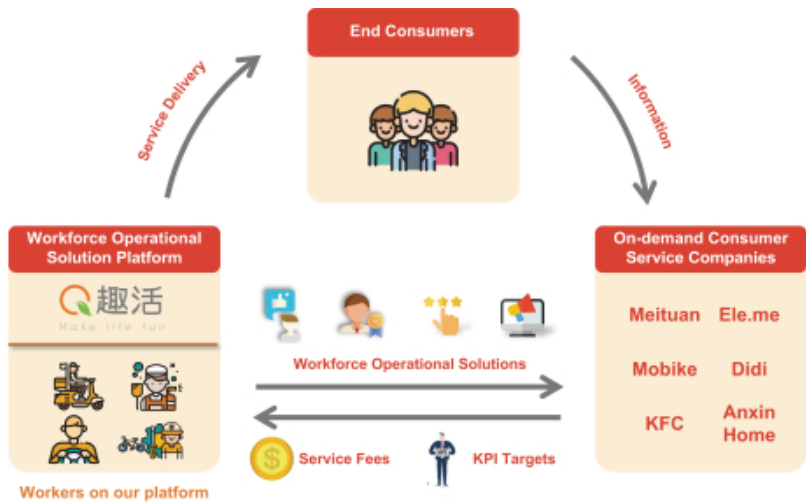 End Consumers
Service Delivery
Information
Workforce Operational
Solution Platform
趣活
Make life fun
Workers on our platform
Workforce Operational Solutions
Service Fees
KPI Targets
On-demand Consumer
Service Companies
Meituan Ele.me
Mobike Didi
KFC Anxin
Home